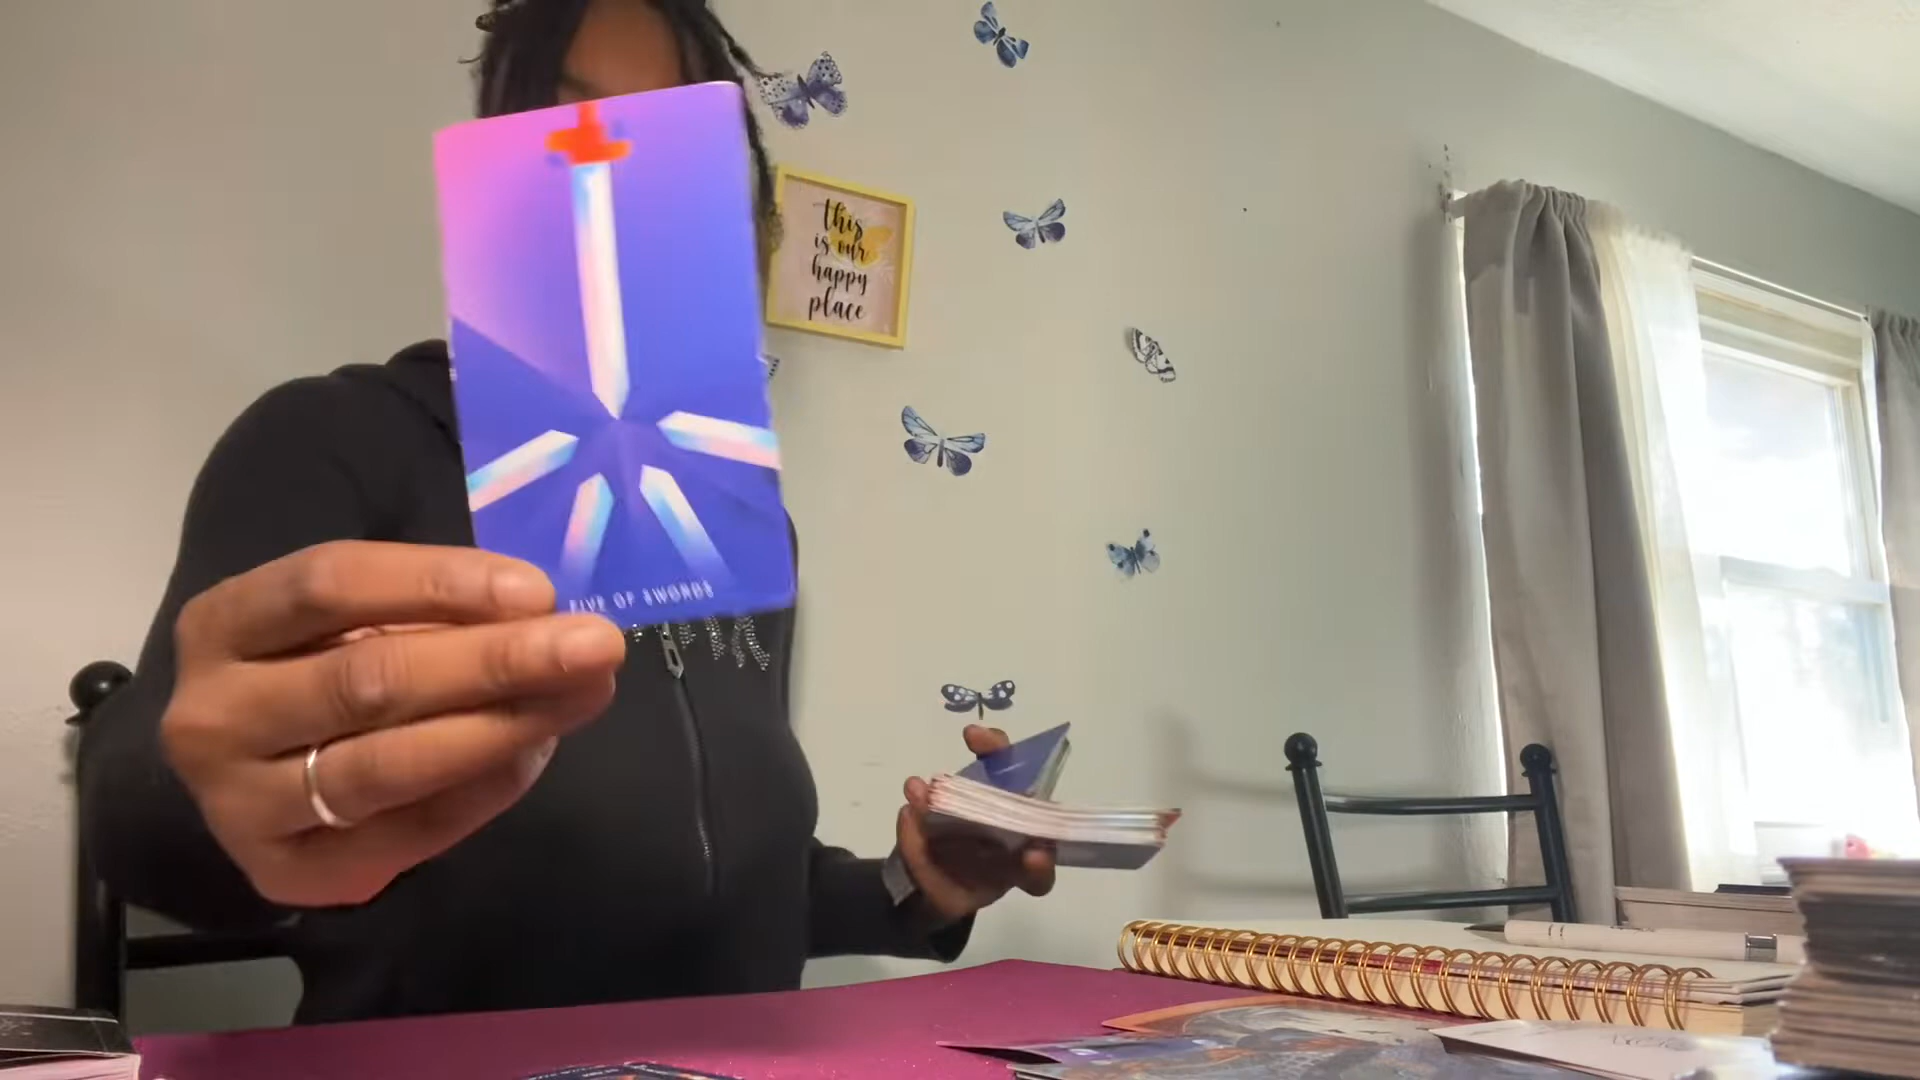 this
is our
happy
place
FIVE OF SWORDS